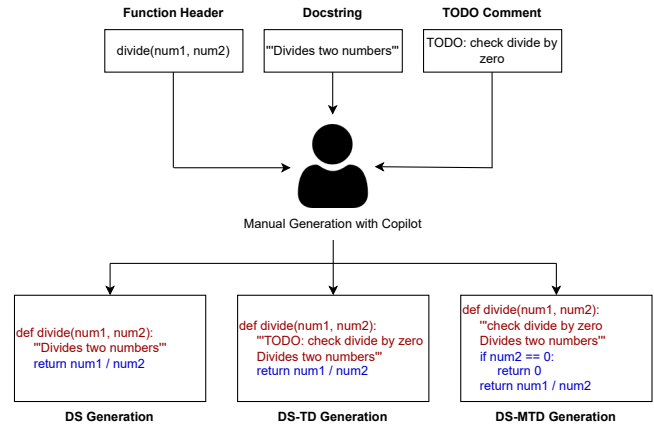 Function Header
Docstring
TODO Comment
divide(num1, num2)
'"Divides two numbers"'
TODO: check divide by
zero
Manual Generation with Copilot
def divide(num1, num2):
'"Divides two numbers"'
return num1 / num2
DS Generation
def divide(num1, num2):
'"TODO: check divide by zero
Divides two numbers"'
return num1 / num2
DS-TD Generation
def divide(num1, num2):
'"check divide by zero
Divides two numbers"'
if num2 == 0:
return 0
return num1 / num2
DS-MTD Generation